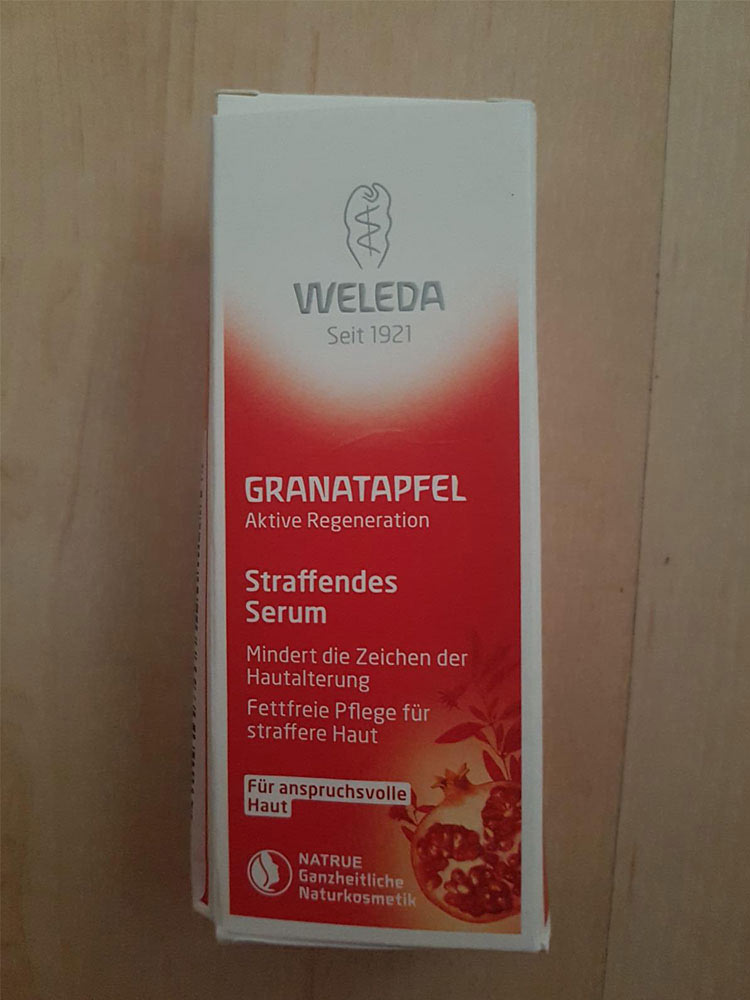 WELEDA
Seit 1921
GRANATAPFEL
Aktive Regeneration
Straffendes
Serum
Mindert die Zeichen der
Hautalterung
Fettfreie Pflege für
straffere Haut
Für anspruchsvolle
Haut
NATRUE
Ganzheitliche
Naturkosmetik